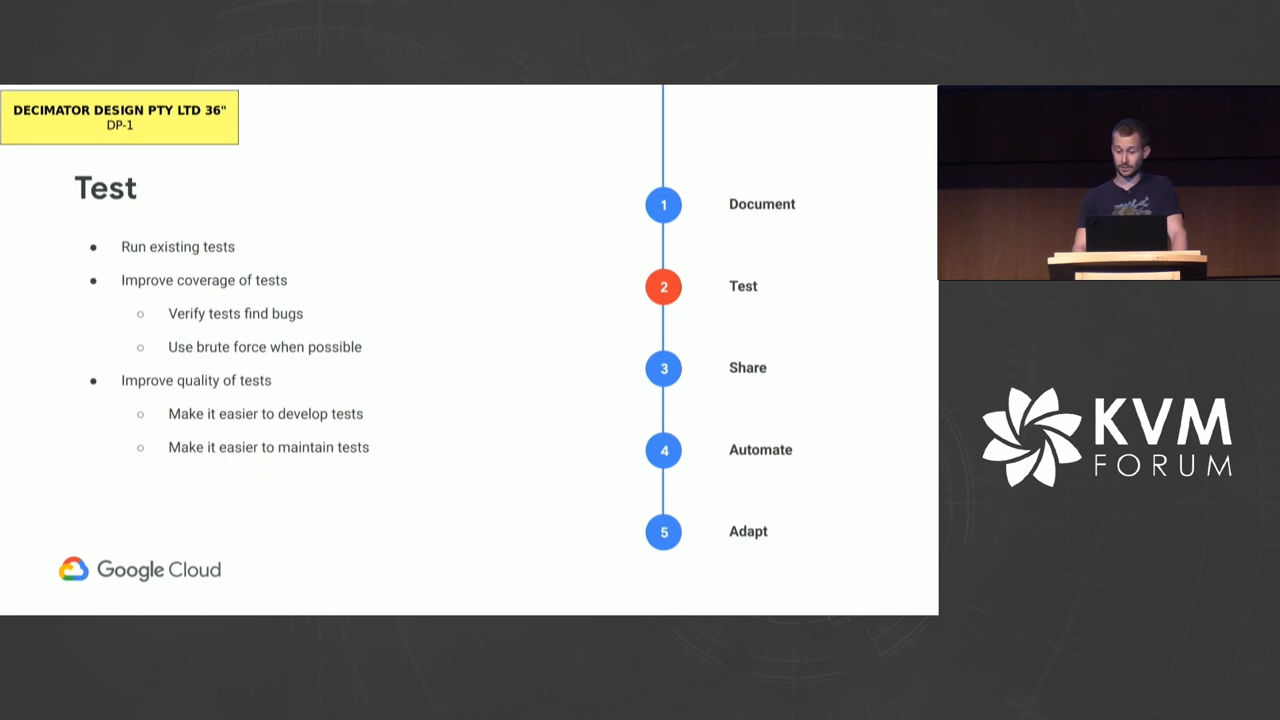 DECIMATOR DESIGN PTY LTD 36"
DP-1
Test
● Run existing tests
● Improve coverage of tests
○ Verify tests find bugs
○ Use brute force when possible
● Improve quality of tests
○ Make it easier to develop tests
○ Make it easier to maintain tests
Google Cloud
1 Document
2 Test
3 Share
4 Automate
5 Adapt
KVM
FORUM